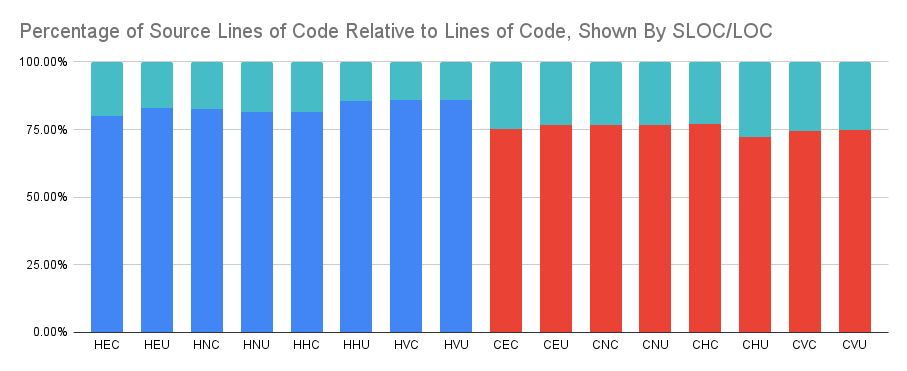 Percentage of Source Lines of Code Relative to Lines of Code, Shown By SLOC/LOC
100.00%
75.00%
50.00%
25.00%
0.00%
HEC HEU HNC HNU HHC HHU HVC HVU CEC CEU CNC CNU CHC CHU CVC CVU